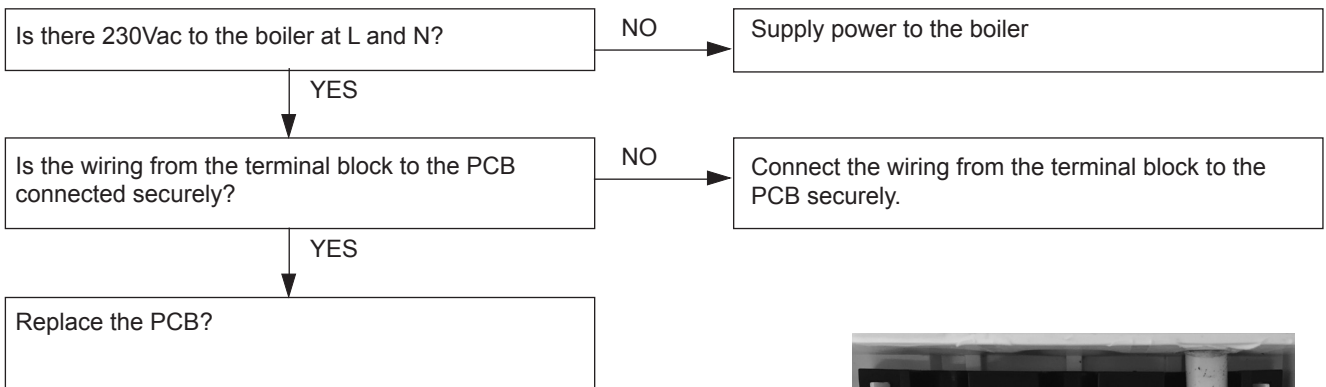 Is there 230Vac to the boiler at L and N?
NO
Supply power to the boiler
YES
Is the wiring from the terminal block to the PCB
connected securely?
NO
Connect the wiring from the terminal block to the
PCB securely.
YES
Replace the PCB?